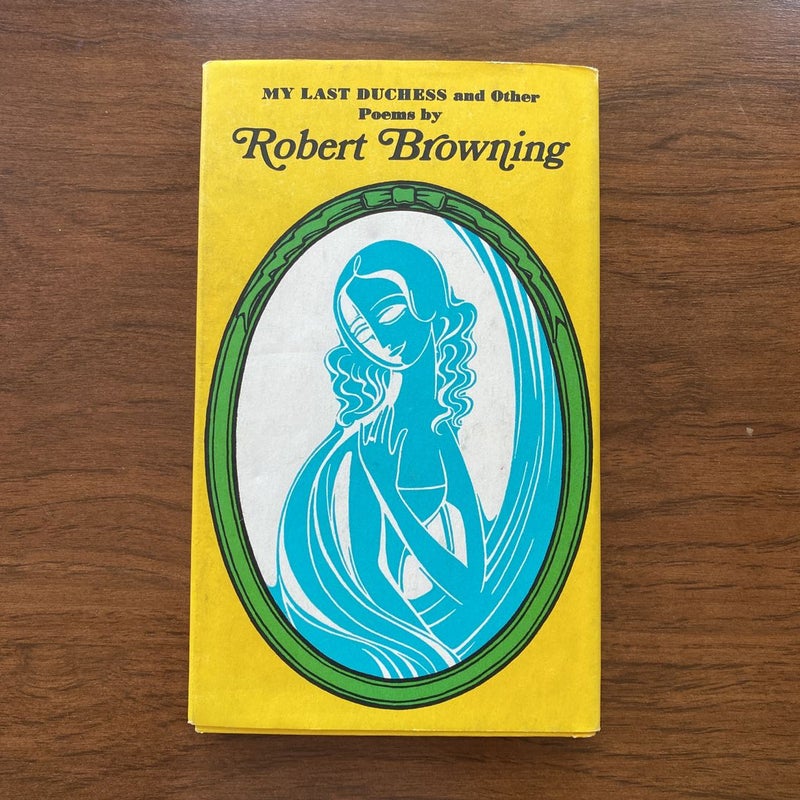 MY LAST DUCHESS and Other
Poems by
Robert Browning